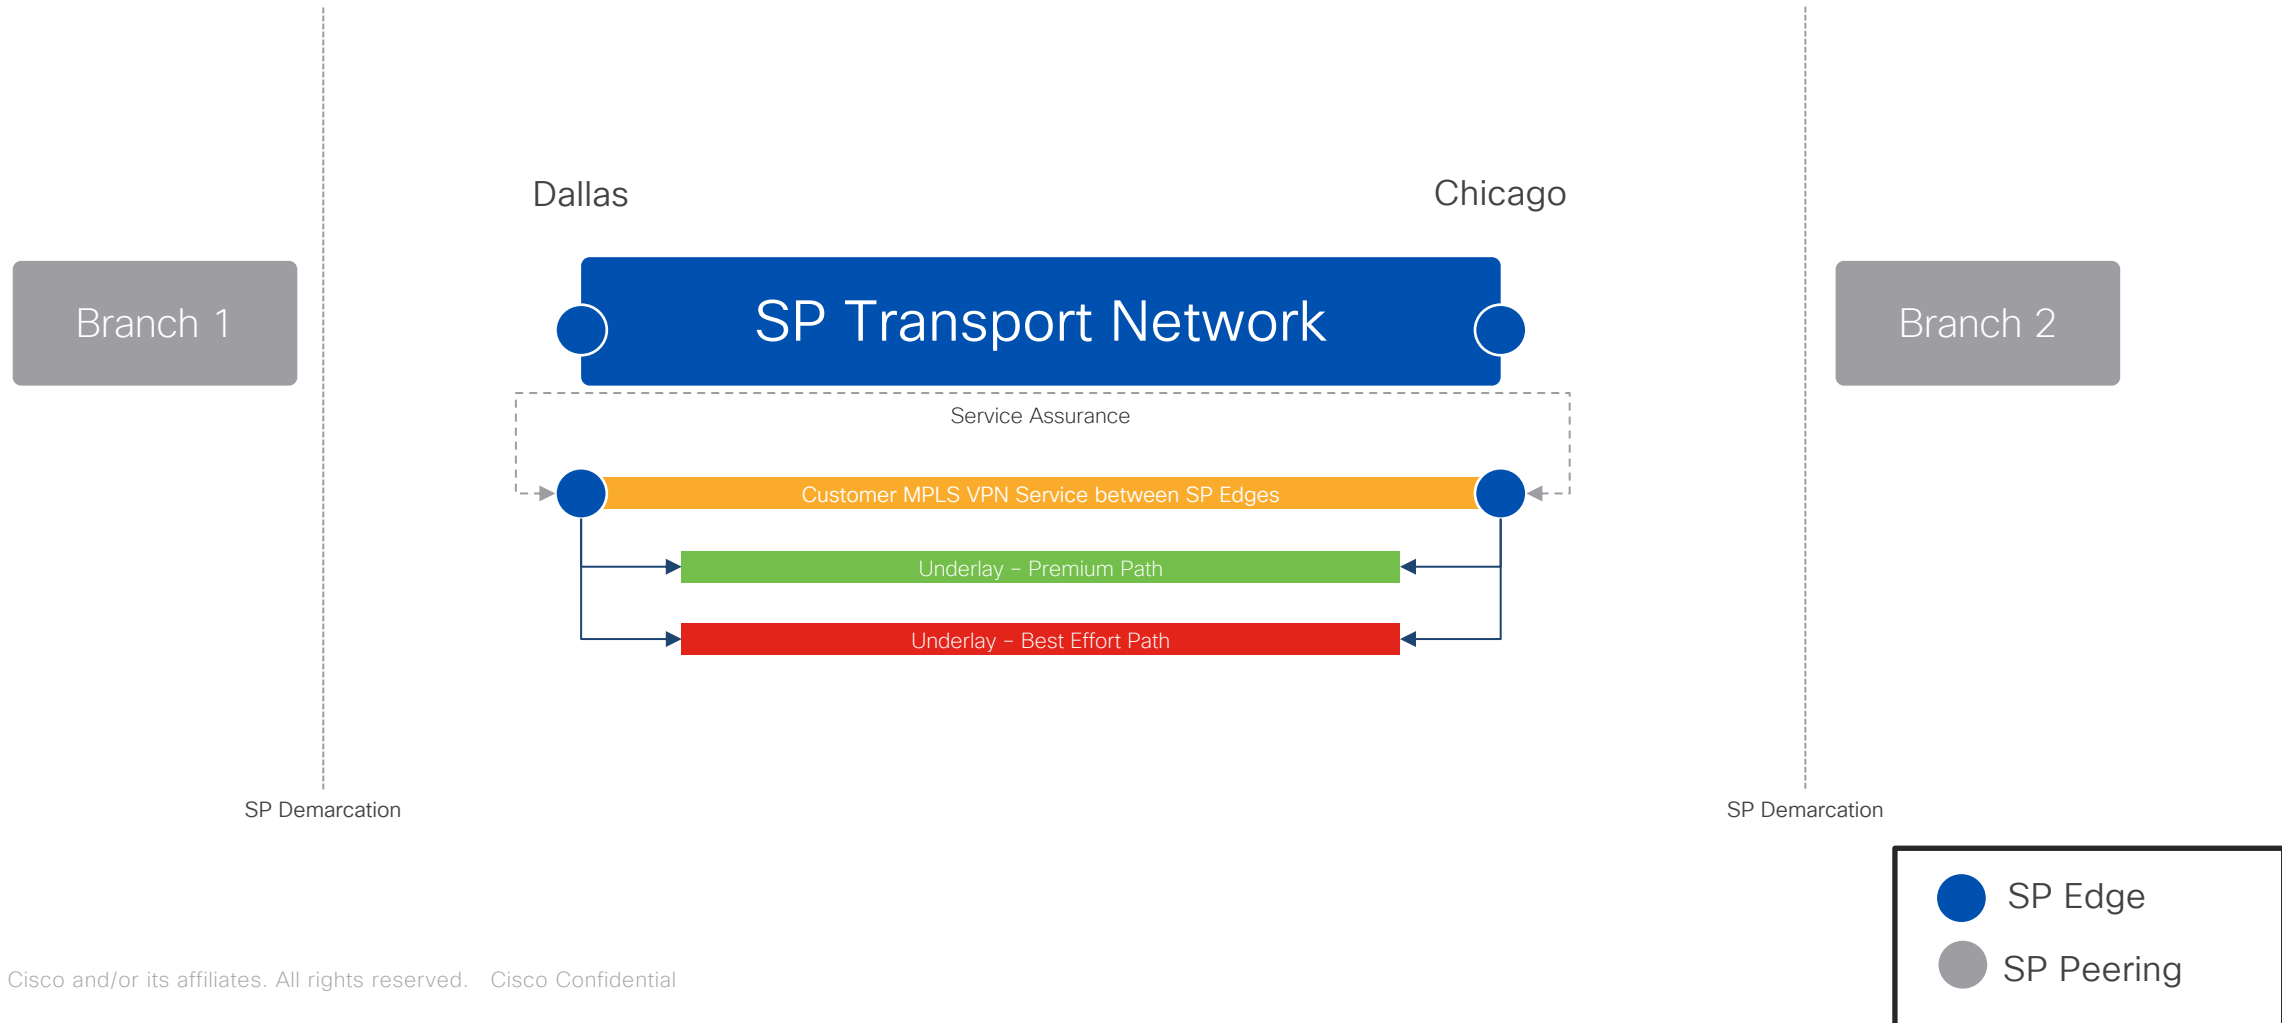 Dallas
Chicago
Branch 1
SP Transport Network
Branch 2
Service Assurance
Customer MPLS VPN Service between SP Edges
Underlay – Premium Path
Underlay – Best Effort Path
SP Demarcation
SP Demarcation
SP Edge
SP Peering
Cisco and/or its affiliates. All rights reserved. Cisco Confidential